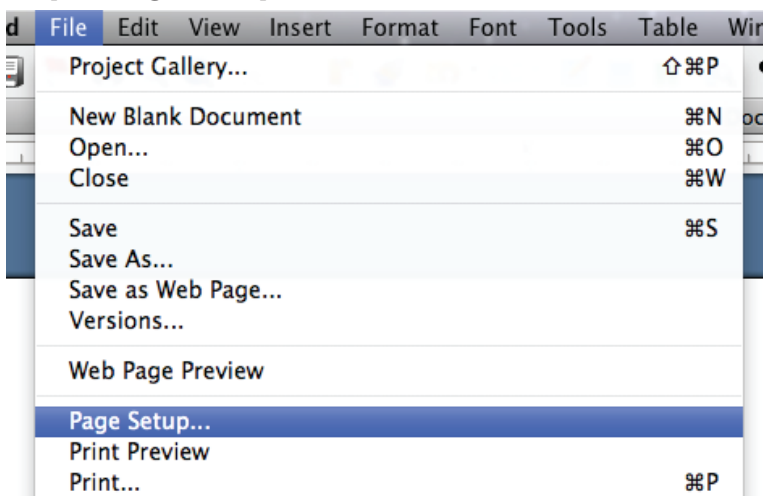 d File Edit View Insert Format Font Tools Table Win
Project Gallery... ⇧⌘P
New Blank Document ⌘N
Open... ⌘O
Close ⌘W
Save ⌘S
Save As...
Save as Web Page...
Versions...
Web Page Preview
Page Setup...
Print Preview
Print... ⌘P